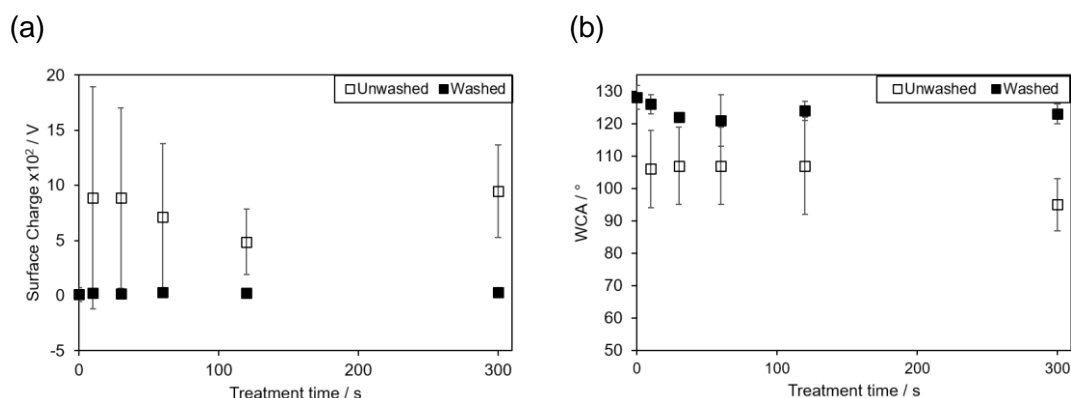 (a)
(b)
Surface Charge x10² / V
20
15
10
5
0
-5
Unwashed
Washed
0
100
200
300
Treatment time / s
WCA / °
130
120
110
100
90
80
70
60
50
Unwashed
Washed
0
100
200
300
Treatment time / s